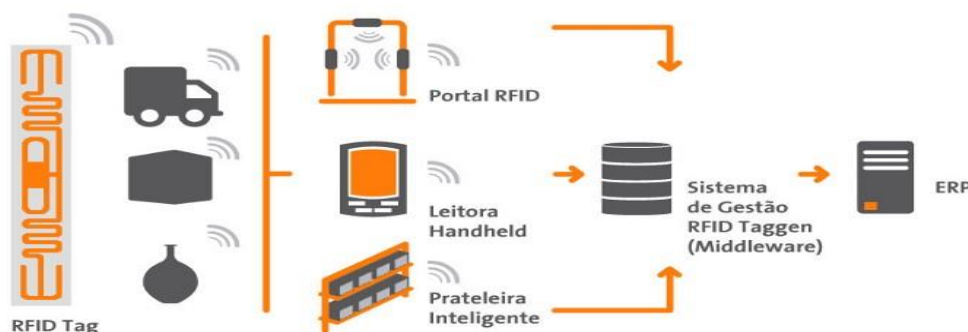 RFID Tag
Portal RFID
Leitora
Handheld
Prateleira
Inteligente
Sistema
de Gestão
RFID Taggen
(Middleware)
ERP